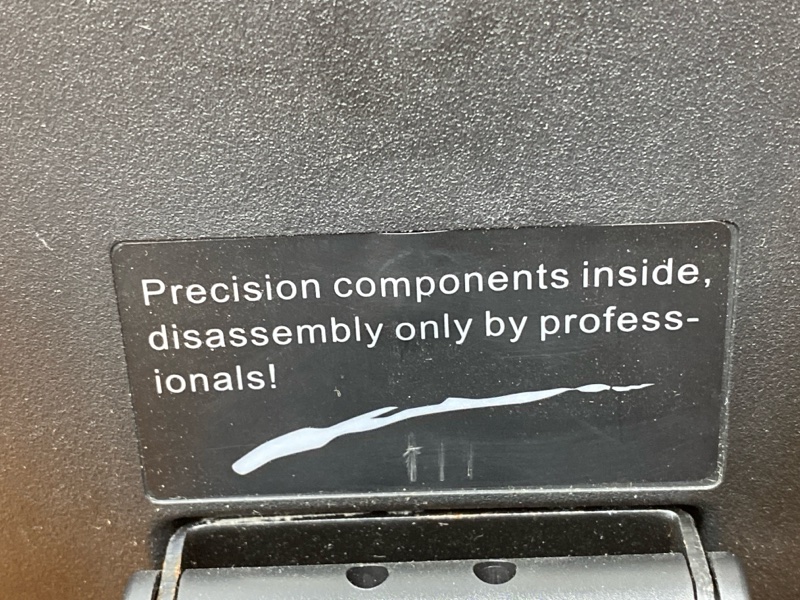 Precision components inside,
disassembly only by profess-
ionals!